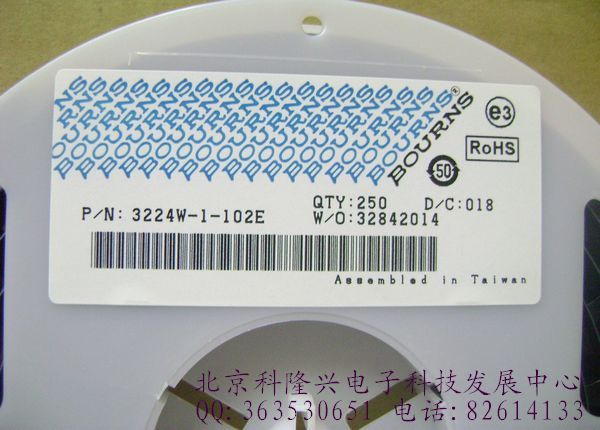 BOURNS®
e3
RoHS
50
P/N: 3224W-1-102E
QTY:250 D/C:018
W/O:32842014
Assembled in Taiwan
北京科隆兴电子科技发展中心
QQ: 363530651 电话: 82614133